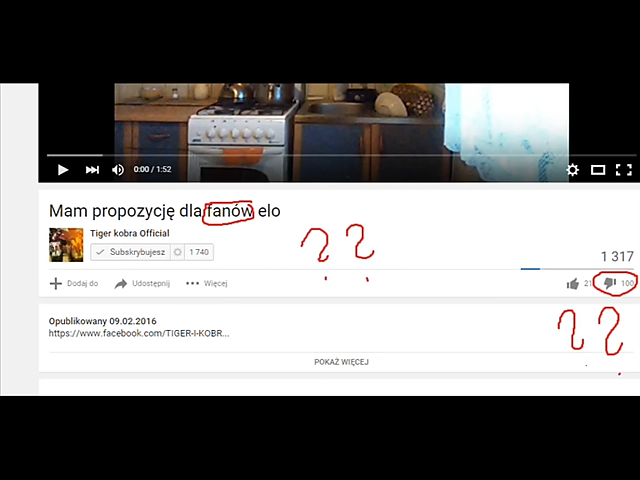 0:00 / 1:52
Mam propozycję dla fanów elo
Tiger kobra Official
Subskrybujesz 1 740
1 317
Dodaj do Udostępnij Więcej 21 100
? ?
Opublikowany 09.02.2016
https://www.facebook.com/TIGER-I-KOBR...
? ?
POKAŻ WIĘCEJ